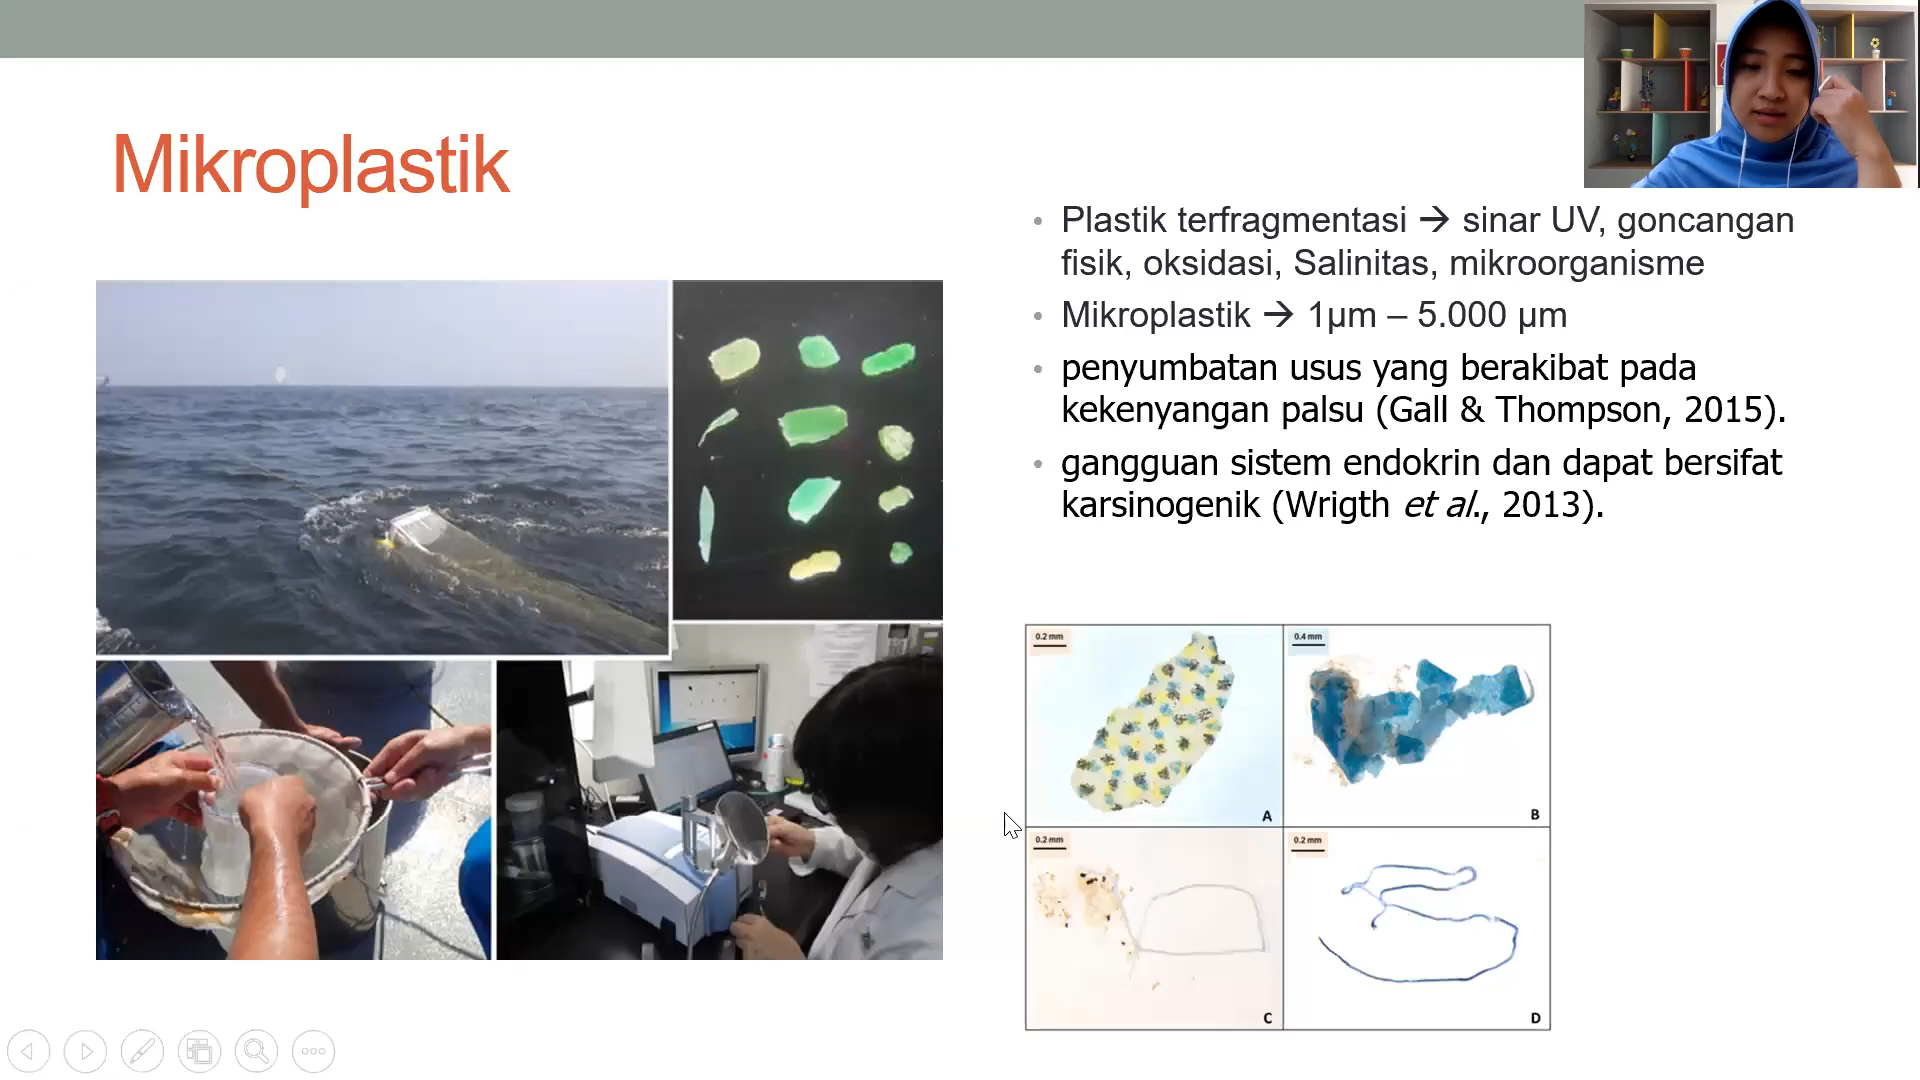 Mikroplastik
• Plastik terfragmentasi → sinar UV, goncangan
fisik, oksidasi, Salinitas, mikroorganisme
• Mikroplastik → 1µm – 5.000 µm
• penyumbatan usus yang berakibat pada
kekenyangan palsu (Gall & Thompson, 2015).
• gangguan sistem endokrin dan dapat bersifat
karsinogenik (Wrigth et al., 2013).
0.2 mm
A
0.4 mm
B
0.2 mm
C
0.2 mm
D